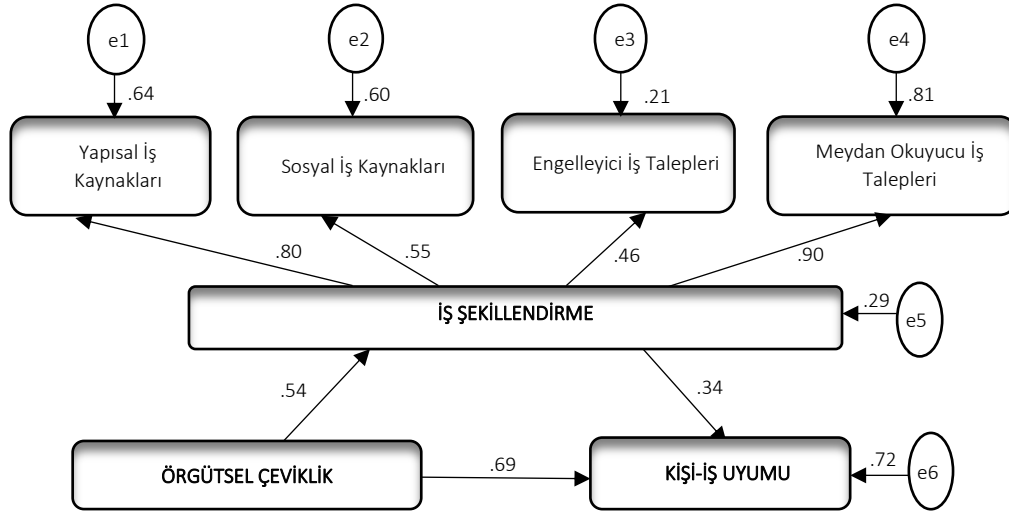 e1
e2
e3
e4
.64
.60
.21
.81
Yapısal İş
Kaynakları
Sosyal İş Kaynakları
Engelleyici İş Talepleri
Meydan Okuyucu İş
Talepleri
.80
.55
.46
.90
İŞ ŞEKİLLENDİRME
.29
e5
.54
.34
ÖRGÜTSEL ÇEVİKLİK
.69
KİŞİ-İŞ UYUMU
.72
e6